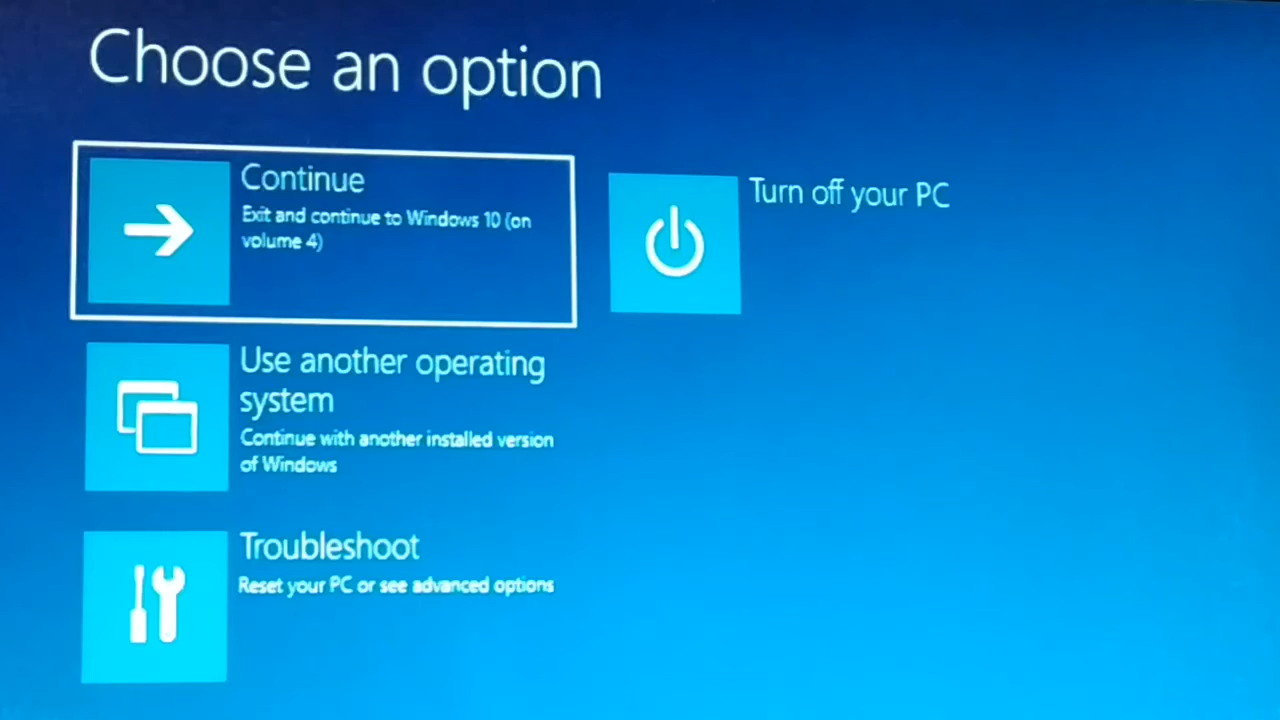 Choose an option
Continue
Exit and continue to Windows 10 (on
volume 4)
Turn off your PC
Use another operating
system
Continue with another installed version
of Windows
Troubleshoot
Reset your PC or see advanced options